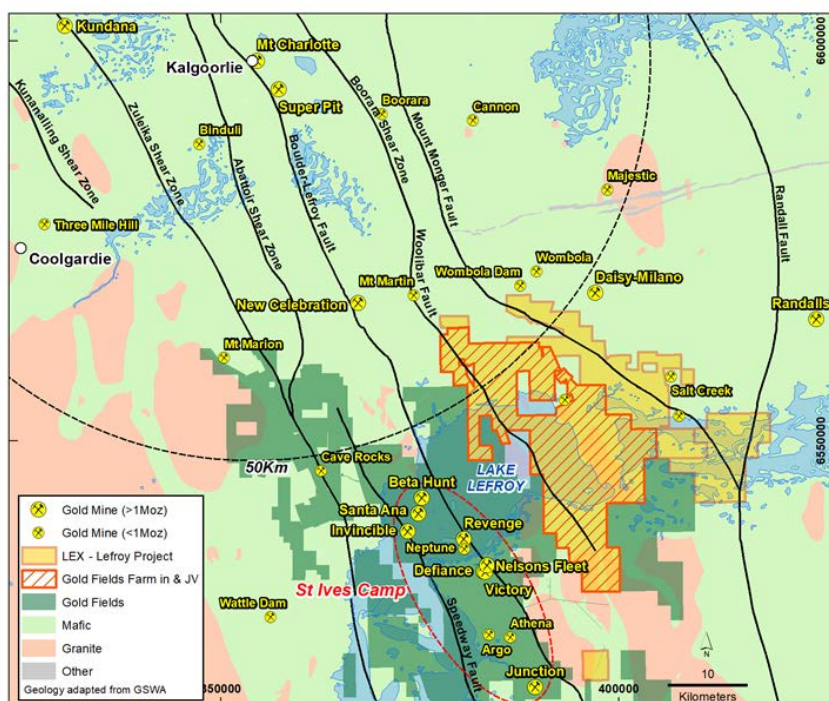 Kundana
Mt Charlotte
Kalgoorlie
Super Pit
6600000
Kunanalling Shear Zone
Zuleika Shear Zone
Binduli
Abattoir Shear Zone
Boulder-Lefroy Fault
Boorara Shear Zone
Boorara
Mount Monger Fault
Cannon
Majestic
Randall Fault
Three Mile Hill
Coolgardie
Woolibar Fault
Wombola
Wombola Dam
Daisy-Milano
Mt Martin
New Celebration
Randalls
Mt Marion
Salt Creek
6550000
50Km
Cave Rocks
LAKE
LEFROY
Beta Hunt
Santa Ana
Invincible
Revenge
Neptune
Defiance
Nelsons Fleet
Victory
St Ives Camp
Speedway Fault
Wattle Dam
Athena
Argo
Junction
Gold Mine (>1Moz)
Gold Mine (<1Moz)
LEX - Lefroy Project
Gold Fields Farm in & JV
Gold Fields
Mafic
Granite
Other
Geology adapted from GSWA
350000
400000
N
10
Kilometers